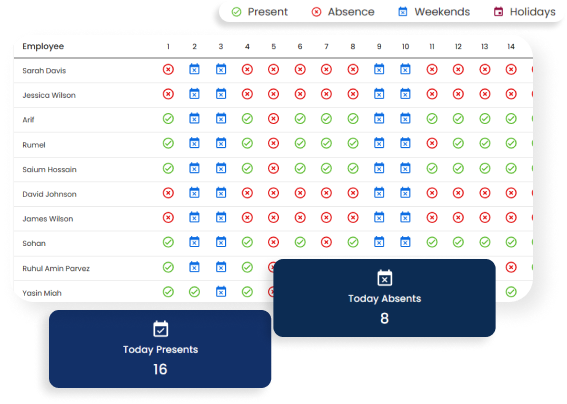 Present Absence Weekends Holidays
Employee 1 2 3 4 5 6 7 8 9 10 11 12 13 14
Sarah Davis
Jessica Wilson
Arif
Rumel
Saium Hossain
David Johnson
James Wilson
Sohan
Ruhul Amin Parvez
Yasin Miah
Today Absents
8
Today Presents
16